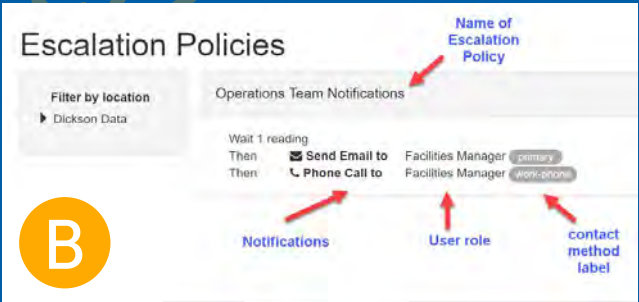 Escalation Policies
Name of
Escalation
Policy
Filter by location
Dickson Data
Operations Team Notifications
Wait 1 reading
Then Send Email to Facilities Manager primary
Then Phone Call to Facilities Manager work-phone
Notifications
User role
contact
method
label
B